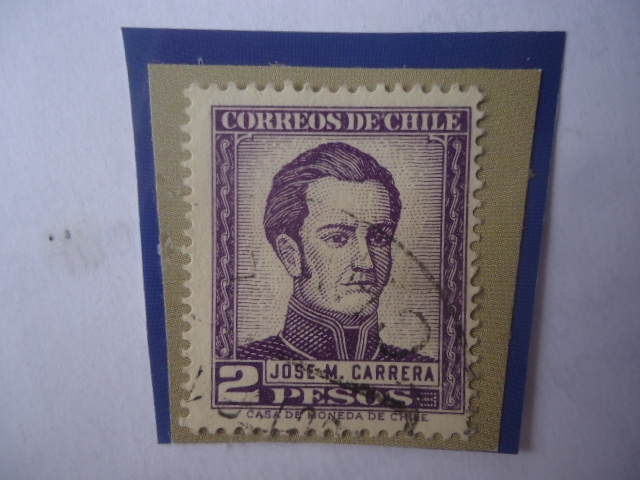 CORREOS DE CHILE
JOSE M. CARRERA
2 PESOS
CASA DE MONEDA DE CHILE